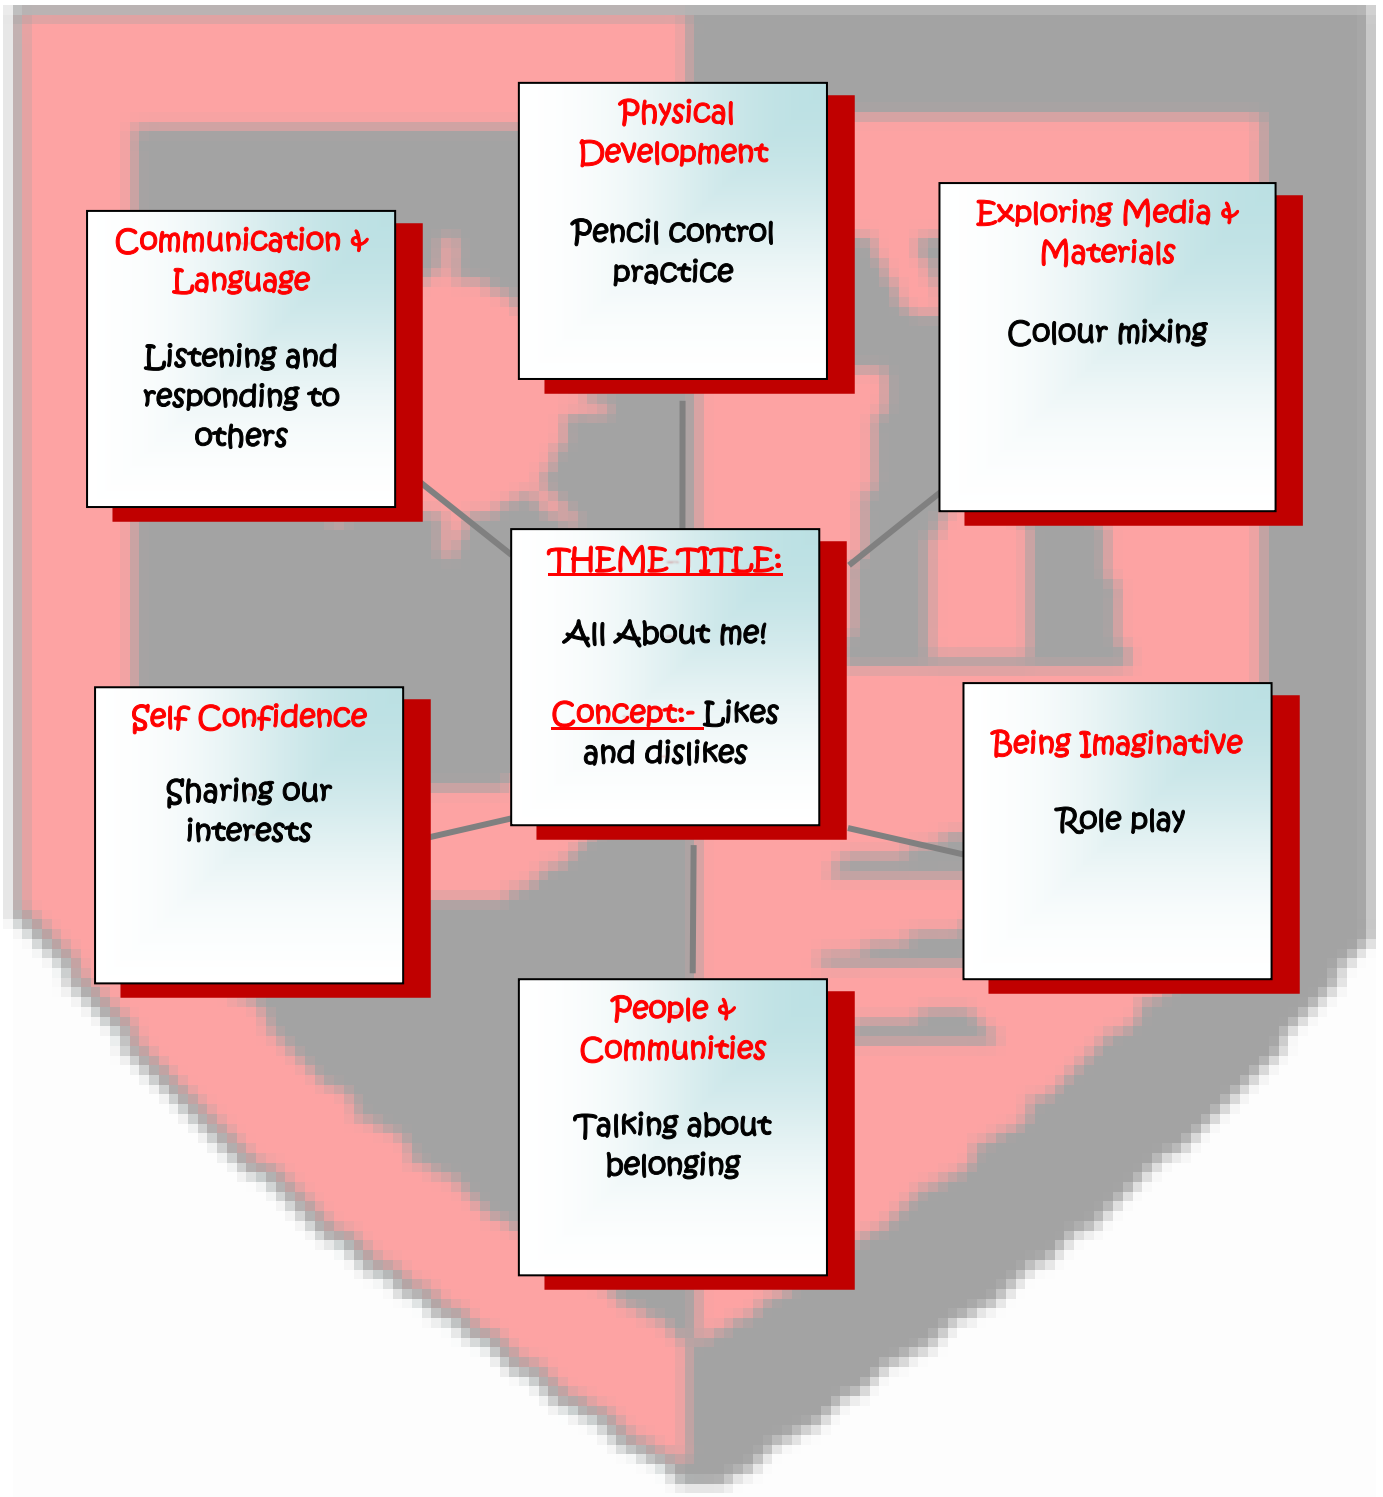 Physical
Development
Pencil control
practice
Exploring Media &
Materials
Colour mixing
Communication &
Language
Listening and
responding to
others
THEME TITLE:
All About me!
Concept:- Likes
and dislikes
Self Confidence
Sharing our
interests
Being Imaginative
Role play
People &
Communities
Talking about
belonging